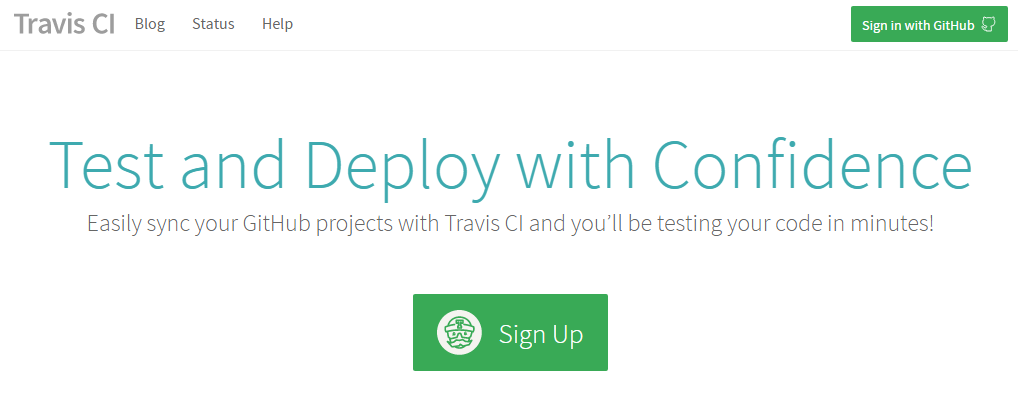 Travis CI Blog Status Help Sign in with GitHub
Test and Deploy with Confidence
Easily sync your GitHub projects with Travis CI and you’ll be testing your code in minutes!
Sign Up